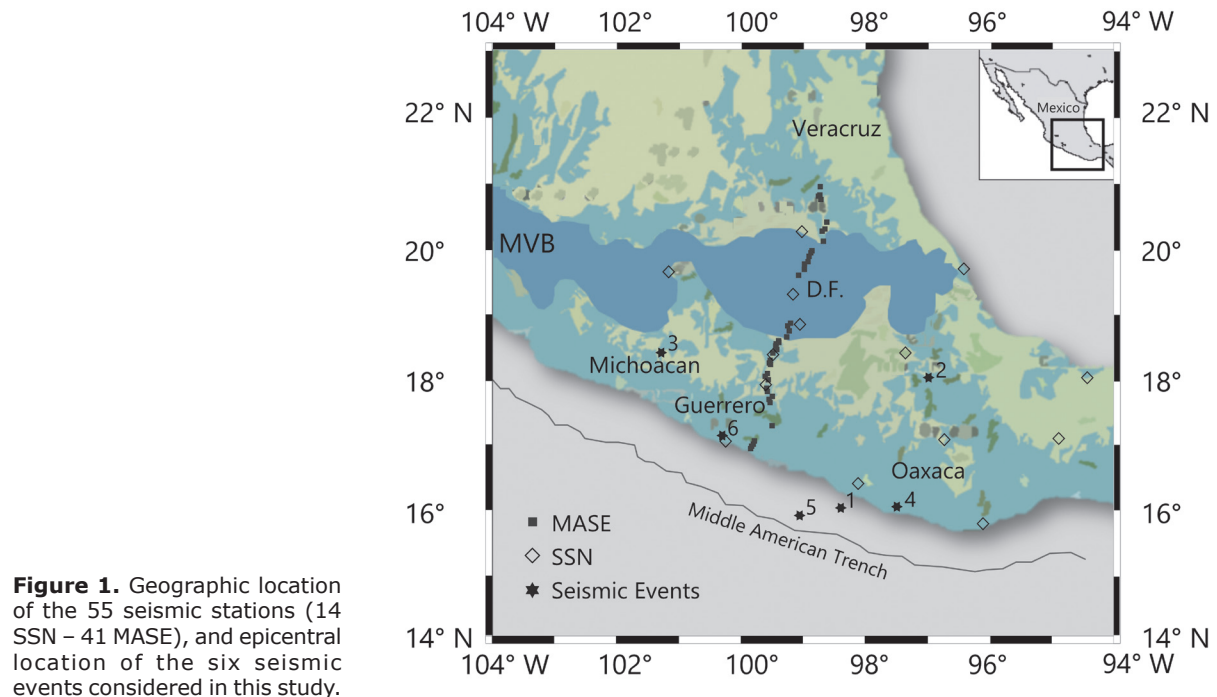 104° W 102° 100° 98° 96° 94° W
22° N
22° N
Mexico
Veracruz
20°
20°
MVB
D.F.
3
Michoacan
2
18°
18°
Guerrero
6
Oaxaca
16°
16°
5
1
4
Middle American Trench
MASE
SSN
Seismic Events
14° N
14° N
104° W 102° 100° 98° 96° 94° W
Figure 1. Geographic location
of the 55 seismic stations (14
SSN – 41 MASE), and epicentral
location of the six seismic
events considered in this study.